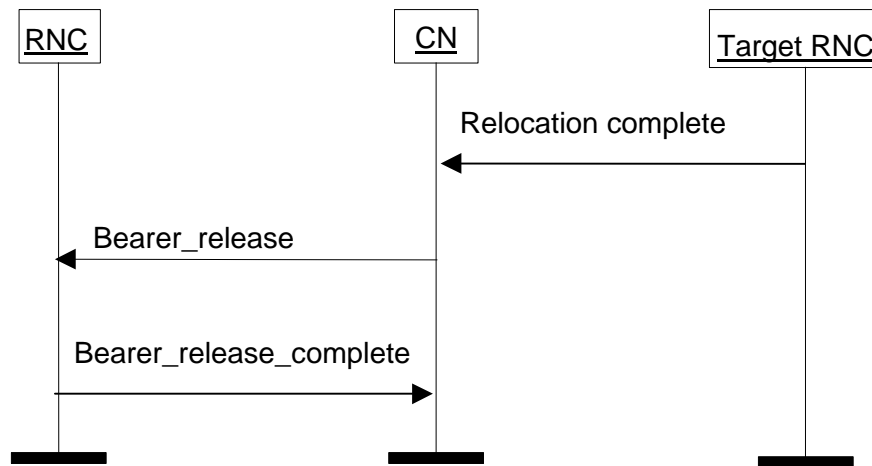 RNC
CN
Target RNC
Relocation complete
Bearer_release
Bearer_release_complete